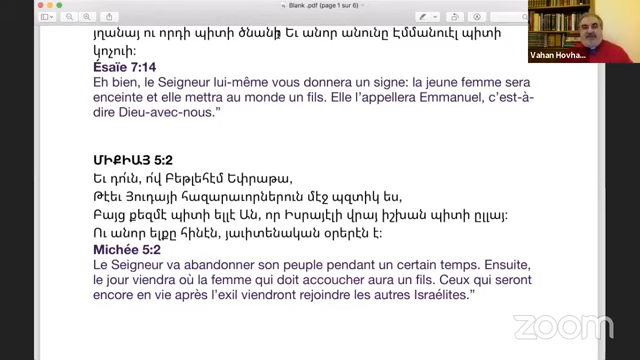 Blank .pdf (page 1 sur 6)
յղանայ ու որդի պիտի ծնանի։ Եւ անոր անունը Էմմանուէլ պիտի
կոչուի։
Ésaïe 7:14
Eh bien, le Seigneur lui-même vous donnera un signe: la jeune femme sera
enceinte et elle mettra au monde un fils. Elle l’appellera Emmanuel, c’est-à-
dire Dieu-avec-nous.”
ՄԻՔԻԱՅ 5:2
Եւ դո՛ւն, ո՛վ Բեթլեհէմ Եփրաթա,
Թէեւ Յուդայի հազարաւորներուն մէջ պզտիկ ես,
Բայց քեզմէ պիտի ելլէ Ան, որ Իսրայէլի վրայ իշխան պիտի ըլլայ։
Ու անոր ելքը հինէն, յաւիտենական օրերէն է։
Michée 5:2
Le Seigneur va abandonner son peuple pendant un certain temps. Ensuite,
le jour viendra où la femme qui doit accoucher aura un fils. Ceux qui seront
encore en vie après l’exil viendront rejoindre les autres Israélites.”
Vahan Hovha...
zoom